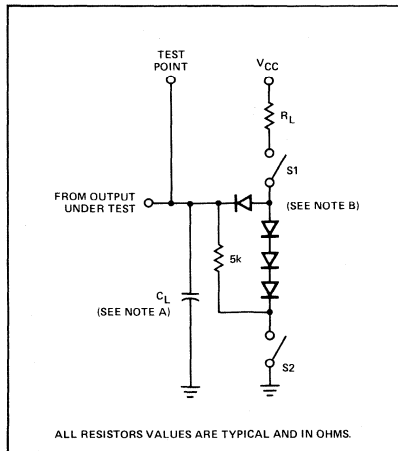 TEST
POINT
VCC
RL
S1
FROM OUTPUT
UNDER TEST
(SEE NOTE B)
5k
CL
(SEE NOTE A)
S2
ALL RESISTORS VALUES ARE TYPICAL AND IN OHMS.